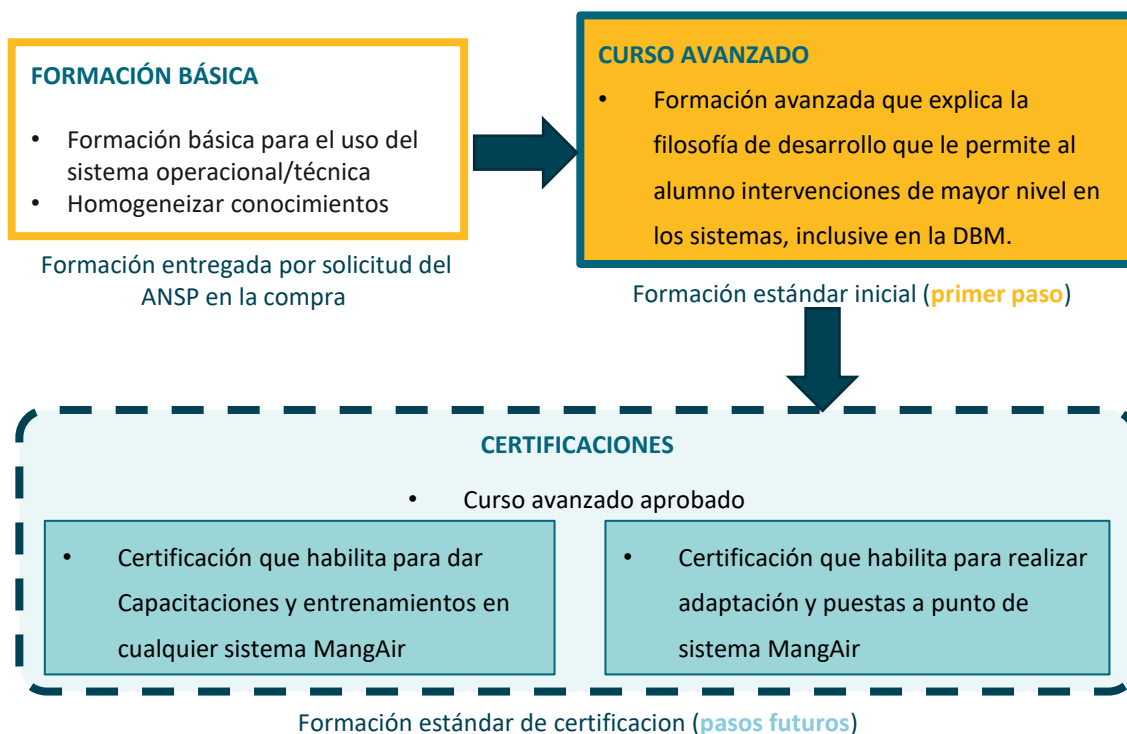 FORMACIÓN BÁSICA
• Formación básica para el uso del
sistema operacional/técnica
• Homogeneizar conocimientos
Formación entregada por solicitud del
ANSP en la compra
CURSO AVANZADO
• Formación avanzada que explica la
filosofía de desarrollo que le permite al
alumno intervenciones de mayor nivel en
los sistemas, inclusive en la DBM.
Formación estándar inicial (primer paso)
CERTIFICACIONES
• Curso avanzado aprobado
• Certificación que habilita para dar
Capacitaciones y entrenamientos en
cualquier sistema MangAir
• Certificación que habilita para realizar
adaptación y puestas a punto de
sistema MangAir
Formación estándar de certificacion (pasos futuros)